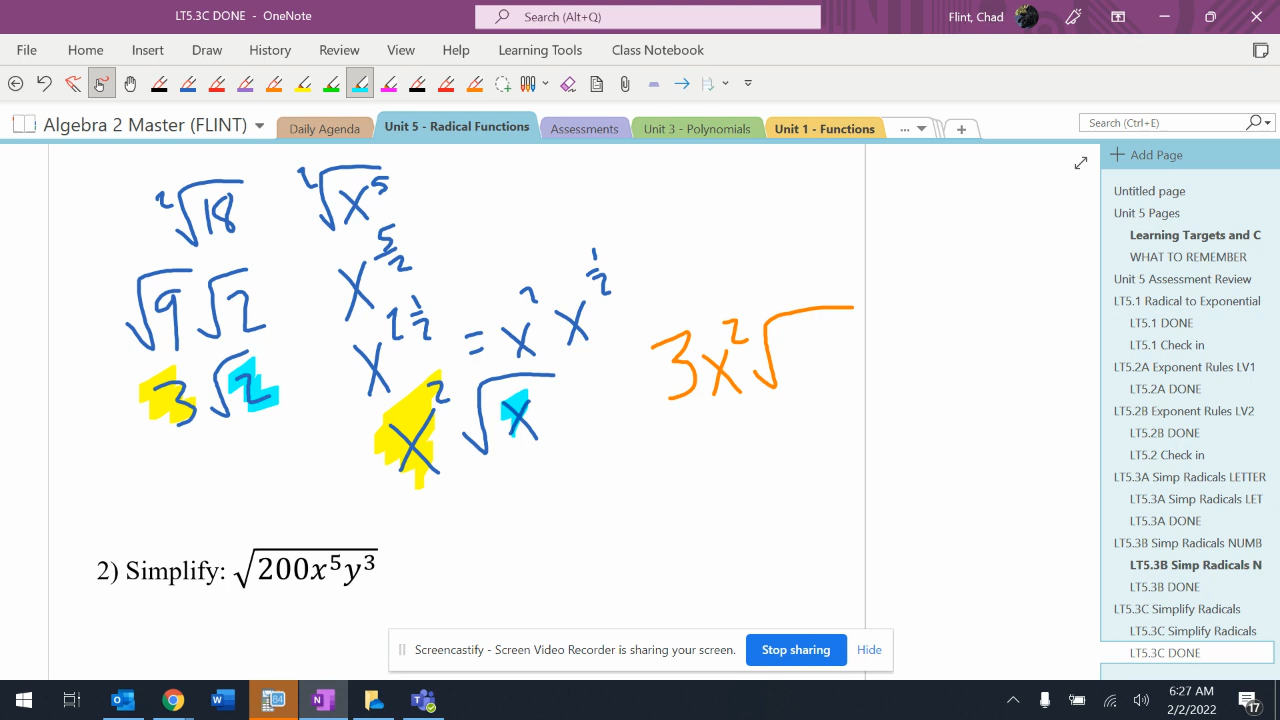 LT5.3C DONE - OneNote
Search (Alt+Q)
Flint, Chad
File Home Insert Draw History Review View Help Learning Tools Class Notebook
Algebra 2 Master (FLINT)
Daily Agenda
Unit 5 - Radical Functions
Assessments
Unit 3 - Polynomials
Unit 1 - Functions
...
Search (Ctrl+E)
Add Page
Untitled page
Unit 5 Pages
Learning Targets and C
WHAT TO REMEMBER
Unit 5 Assessment Review
LT5.1 Radical to Exponential
LT5.1 DONE
LT5.1 Check in
LT5.2A Exponent Rules LV1
LT5.2A DONE
LT5.2B Exponent Rules LV2
LT5.2B DONE
LT5.2 Check in
LT5.3A Simp Radicals LETTER
LT5.3A Simp Radicals LET
LT5.3A DONE
LT5.3B Simp Radicals NUMB
LT5.3B Simp Radicals N
LT5.3B DONE
LT5.3C Simplify Radicals
LT5.3C Simplify Radicals
LT5.3C DONE
²√18
√9 √2
3 √2
²√x⁵
x^(5/2)
x^(2 1/2) = x² x^(1/2)
x² √x
3x²√
2) Simplify: √200x⁵y³
Screencastify - Screen Video Recorder is sharing your screen.
Stop sharing
Hide
6:27 AM
2/2/2022
17